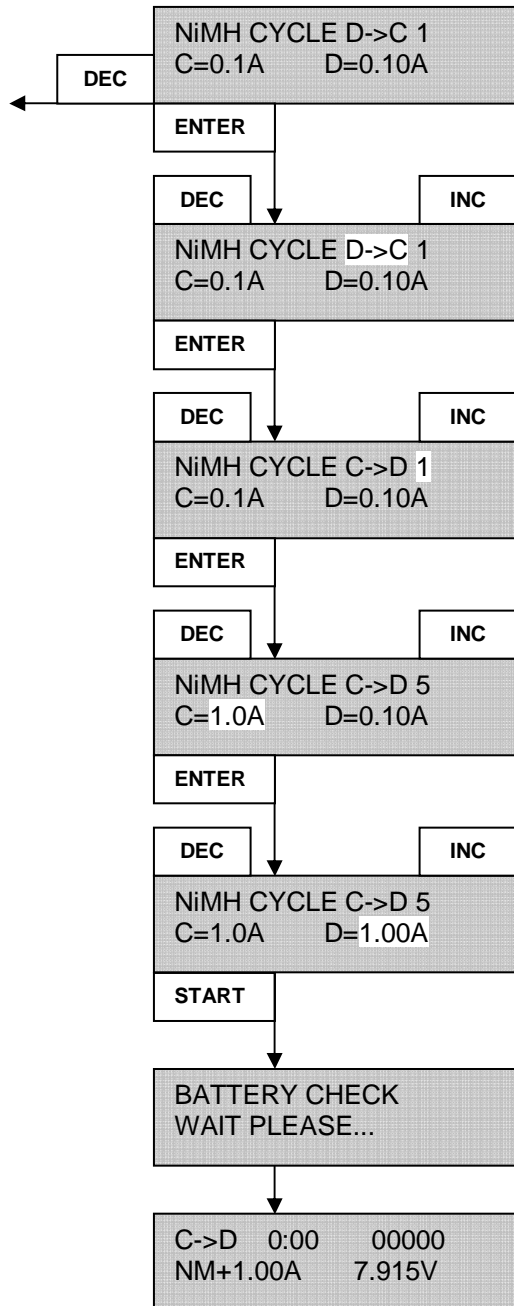 NiMH CYCLE D->C 1
C=0.1A D=0.10A
DEC
ENTER
DEC INC
NiMH CYCLE D->C 1
C=0.1A D=0.10A
ENTER
DEC INC
NiMH CYCLE C->D 1
C=0.1A D=0.10A
ENTER
DEC INC
NiMH CYCLE C->D 5
C=1.0A D=0.10A
ENTER
DEC INC
NiMH CYCLE C->D 5
C=1.0A D=1.00A
START
BATTERY CHECK
WAIT PLEASE...
C->D 0:00 00000
NM+1.00A 7.915V